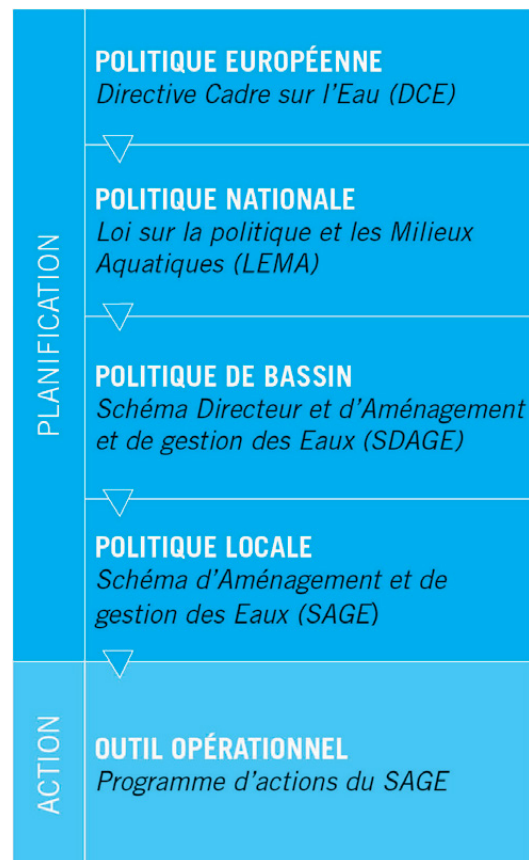 PLANIFICATION
POLITIQUE EUROPÉENNE
Directive Cadre sur l'Eau (DCE)
POLITIQUE NATIONALE
Loi sur la politique et les Milieux
Aquatiques (LEMA)
POLITIQUE DE BASSIN
Schéma Directeur et d'Aménagement
et de gestion des Eaux (SDAGE)
POLITIQUE LOCALE
Schéma d'Aménagement et de
gestion des Eaux (SAGE)
ACTION
OUTIL OPÉRATIONNEL
Programme d'actions du SAGE